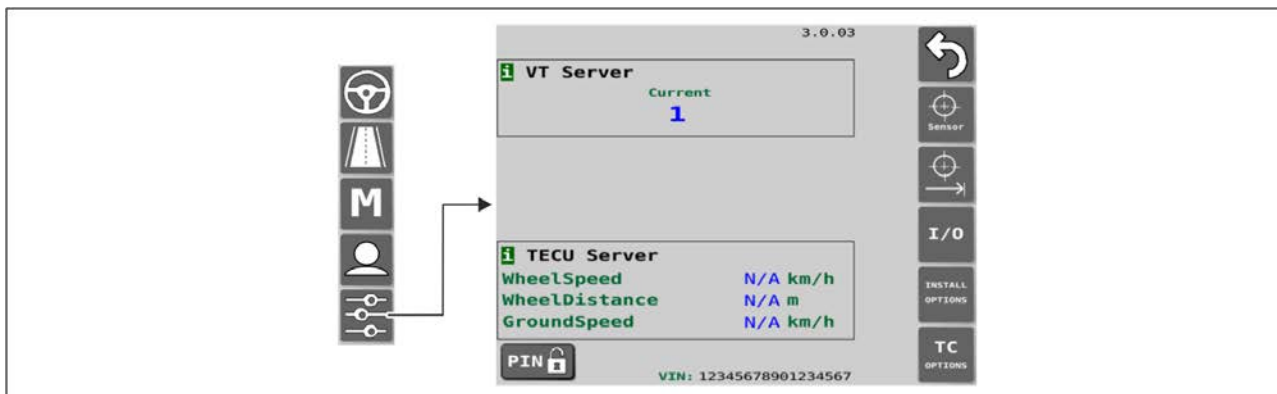 3.0.03
i VT Server
Current
1
Sensor
M
I/O
i TECU Server
WheelSpeed N/A km/h
WheelDistance N/A m
GroundSpeed N/A km/h
INSTALL
OPTIONS
PIN
VIN: 12345678901234567
TC
OPTIONS